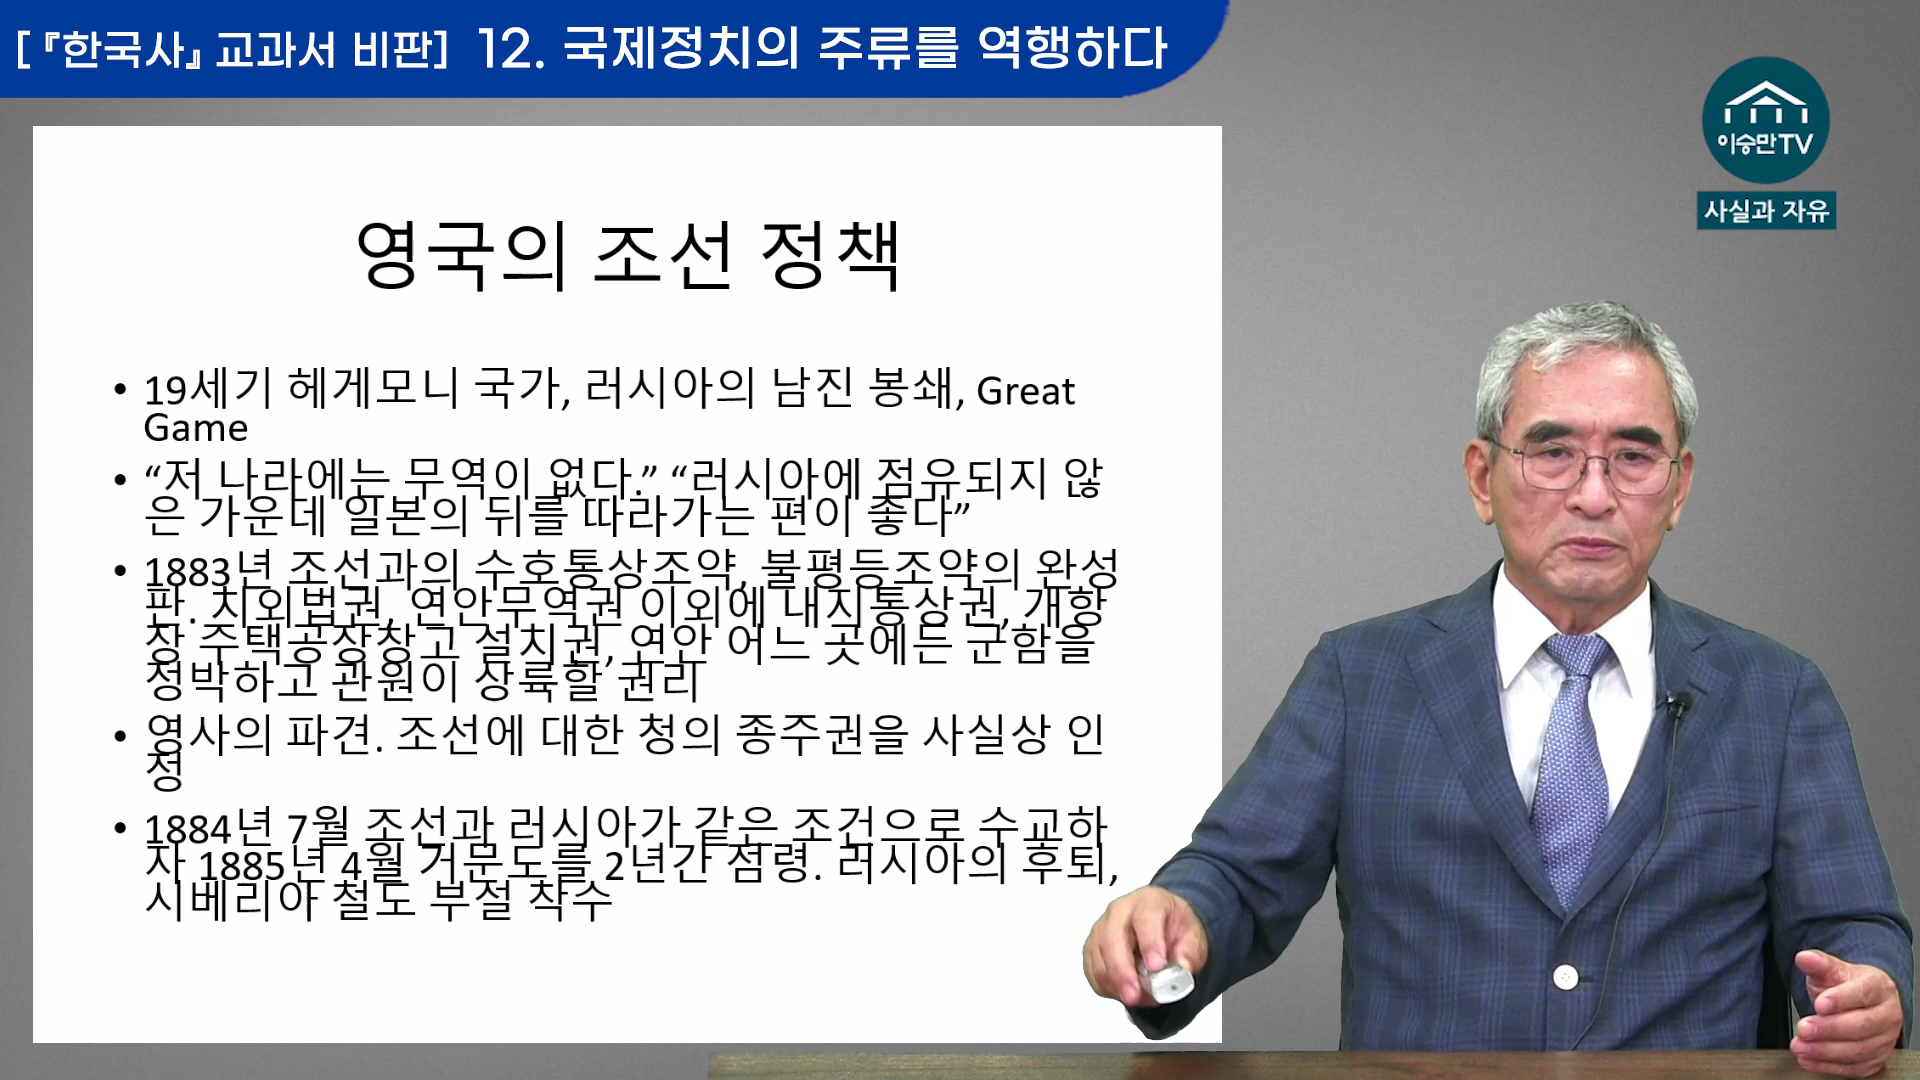 [『한국사』 교과서 비판] 12. 국제정치의 주류를 역행하다
이승만TV
사실과 자유
영국의 조선 정책
• 19세기 헤게모니 국가, 러시아의 남진 봉쇄, Great
Game
• “저 나라에는 무역이 없다.” “러시아에 점유되지 않
은 가운데 일본의 뒤를 따라가는 편이 좋다”
• 1883년 조선과의 수호통상조약, 불평등조약의 완성
판. 치외법권, 연안무역권 이외에 내지통상권, 개항
장 주택공장창고 설치권, 연안 어느 곳에든 군함을
정박하고 관원이 상륙할 권리
• 영사의 파견. 조선에 대한 청의 종주권을 사실상 인
정
• 1884년 7월 조선과 러시아가 같은 조건으로 수교하
자 1885년 4월 거문도를 2년간 점령. 러시아의 후퇴,
시베리아 철도 부설 착수